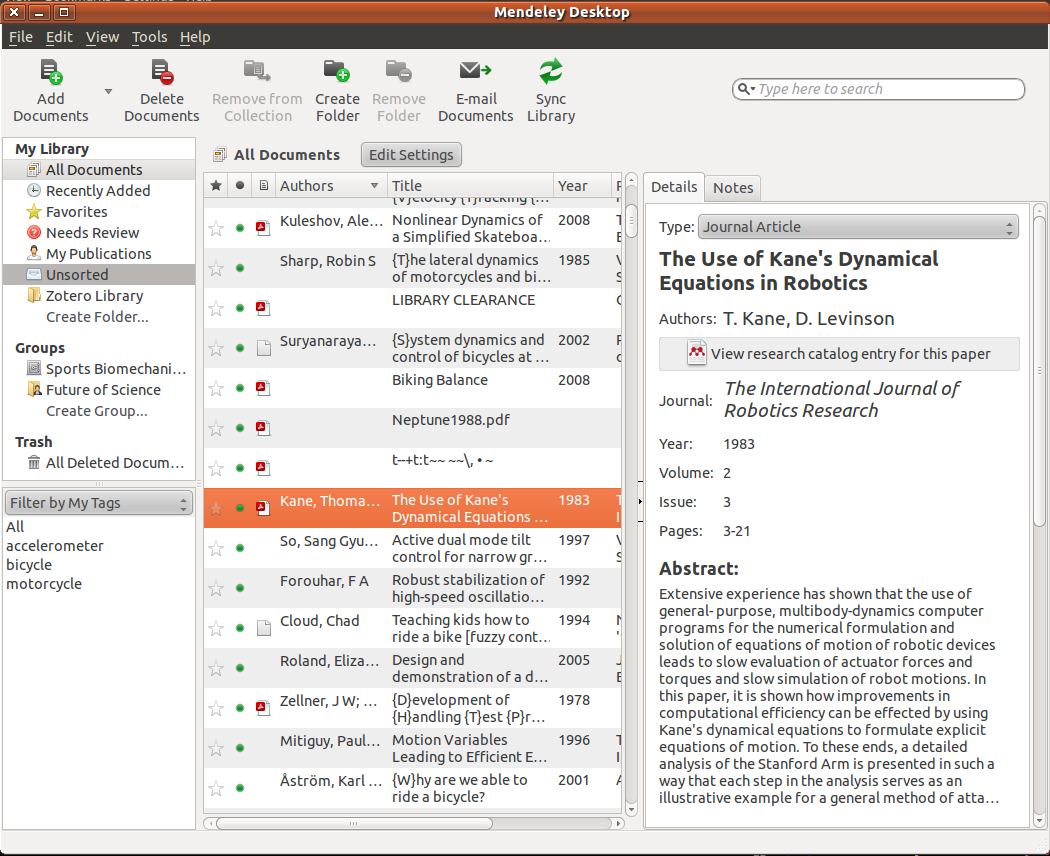 Mendeley Desktop
File Edit View Tools Help
Add Documents
Delete Documents
Remove from Collection
Create Folder
Remove Folder
E-mail Documents
Sync Library
Type here to search
My Library
All Documents
Recently Added
Favorites
Needs Review
My Publications
Unsorted
Zotero Library
Create Folder...
Groups
Sports Biomechani...
Future of Science
Create Group...
Trash
All Deleted Docum...
Filter by My Tags
All
accelerometer
bicycle
motorcycle
All Documents Edit Settings
Authors Title Year
{V}elocity {T}racking {...
Kuleshov, Ale... Nonlinear Dynamics of 2008 T
a Simplified Skateboa... E
Sharp, Robin S {T}he lateral dynamics 1985 V
of motorcycles and bi... S
LIBRARY CLEARANCE
Suryanaraya... {S}ystem dynamics and 2002
control of bicycles at ...
Biking Balance 2008
Neptune1988.pdf
t--+t:t~~ ~~\, • ~
Kane, Thoma... The Use of Kane's 1983 T
Dynamical Equations ... I
So, Sang Gyu... Active dual mode tilt 1997 V
control for narrow gr... S
Forouhar, F A Robust stabilization of 1992
high-speed oscillatio...
Cloud, Chad Teaching kids how to 1994
ride a bike [fuzzy cont...
Roland, Eliza... Design and 2005 J
demonstration of a d... E
Zellner, J W; ... {D}evelopment of 1978
{H}andling {T}est {P}r...
Mitiguy, Paul... Motion Variables 1996 T
Leading to Efficient E... I
Åström, Karl ... {W}hy are we able to 2001 A
ride a bicycle?
Details Notes
Type: Journal Article
The Use of Kane's Dynamical
Equations in Robotics
Authors: T. Kane, D. Levinson
View research catalog entry for this paper
Journal: The International Journal of
Robotics Research
Year: 1983
Volume: 2
Issue: 3
Pages: 3-21
Abstract:
Extensive experience has shown that the use of
general- purpose, multibody-dynamics computer
programs for the numerical formulation and
solution of equations of motion of robotic devices
leads to slow evaluation of actuator forces and
torques and slow simulation of robot motions. In
this paper, it is shown how improvements in
computational efficiency can be effected by using
Kane's dynamical equations to formulate explicit
equations of motion. To these ends, a detailed
analysis of the Stanford Arm is presented in such a
way that each step in the analysis serves as an
illustrative example for a general method of atta...